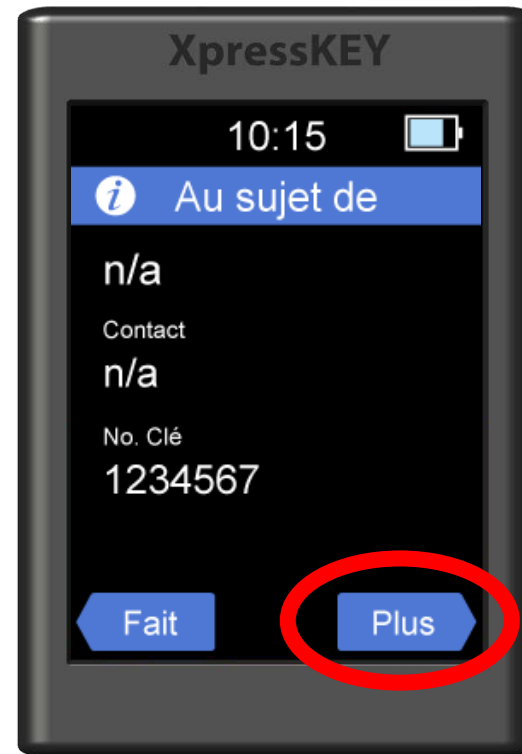 XpressKEY
10:15
i Au sujet de
n/a
Contact
n/a
No. Clé
1234567
Fait Plus